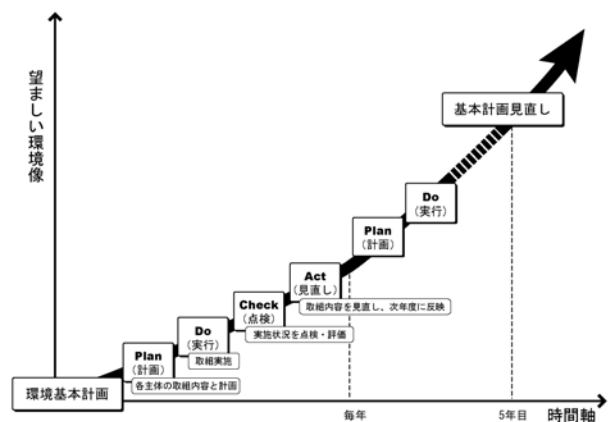 望ましい環境像
基本計画見直し
Do
（実行）
Plan
（計画）
Act
（見直し）
取組内容を見直し、次年度に反映
Check
（点検）
実施状況を点検・評価
Do
（実行）
取組実施
Plan
（計画）
各主体の取組内容と計画
環境基本計画
毎年
5年目
時間軸